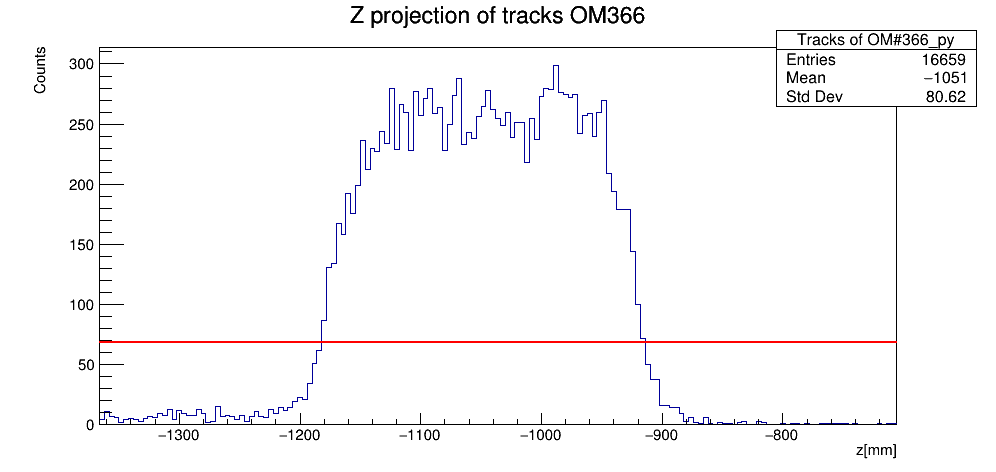 Z projection of tracks OM366
Tracks of OM#366_py
Entries 16659
Mean −1051
Std Dev 80.62
Counts
300
250
200
150
100
50
0
−1300 −1200 −1100 −1000 −900 −800
z[mm]